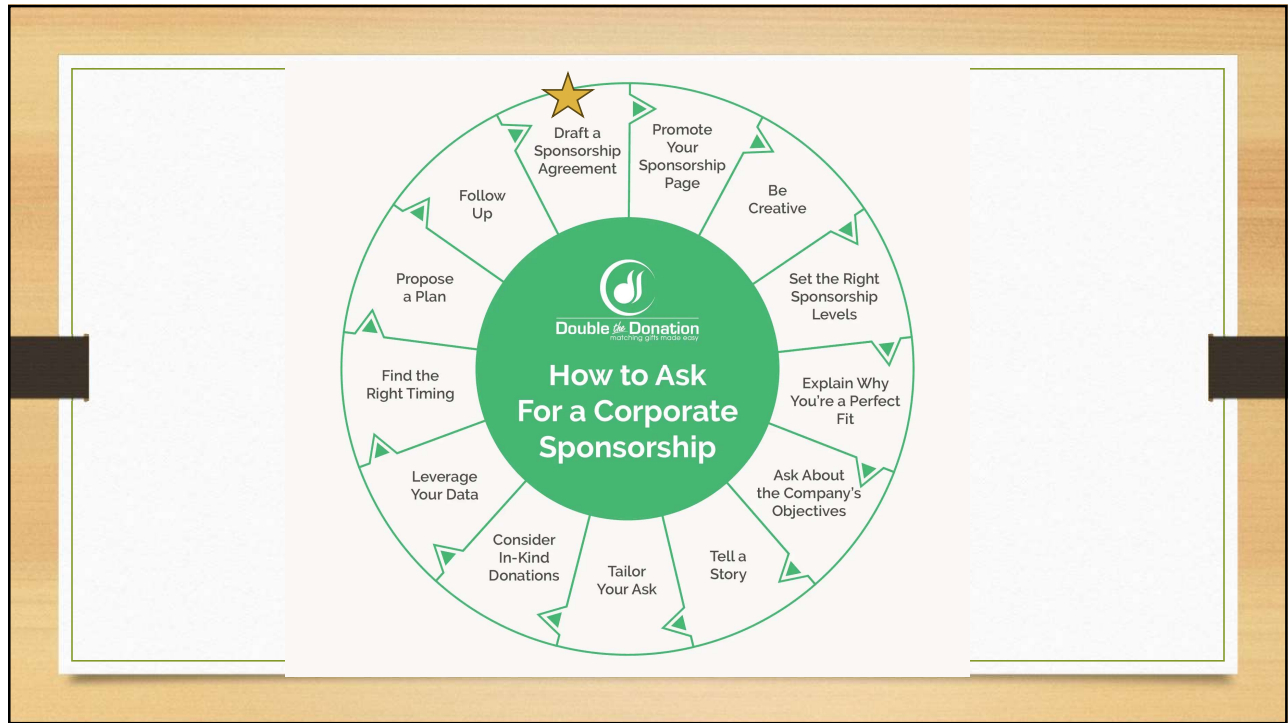 Draft a
Sponsorship
Agreement
Promote
Your
Sponsorship
Page
Be
Creative
Set the Right
Sponsorship
Levels
Explain Why
You're a Perfect
Fit
Ask About
the Company's
Objectives
Tell a
Story
Tailor
Your Ask
Consider
In-Kind
Donations
Leverage
Your Data
Find the
Right Timing
Propose
a Plan
Follow
Up
Double the Donation
matching gifts made easy
How to Ask
For a Corporate
Sponsorship